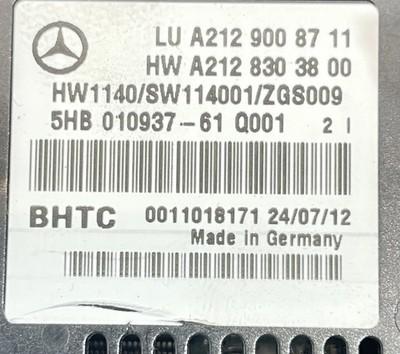 LU A212 900 87 11
HW A212 830 38 00
HW1140/SW114001/ZGS009
5HB 010937-61 Q001 2 I
BHTC 0011018171 24/07/12
Made in Germany